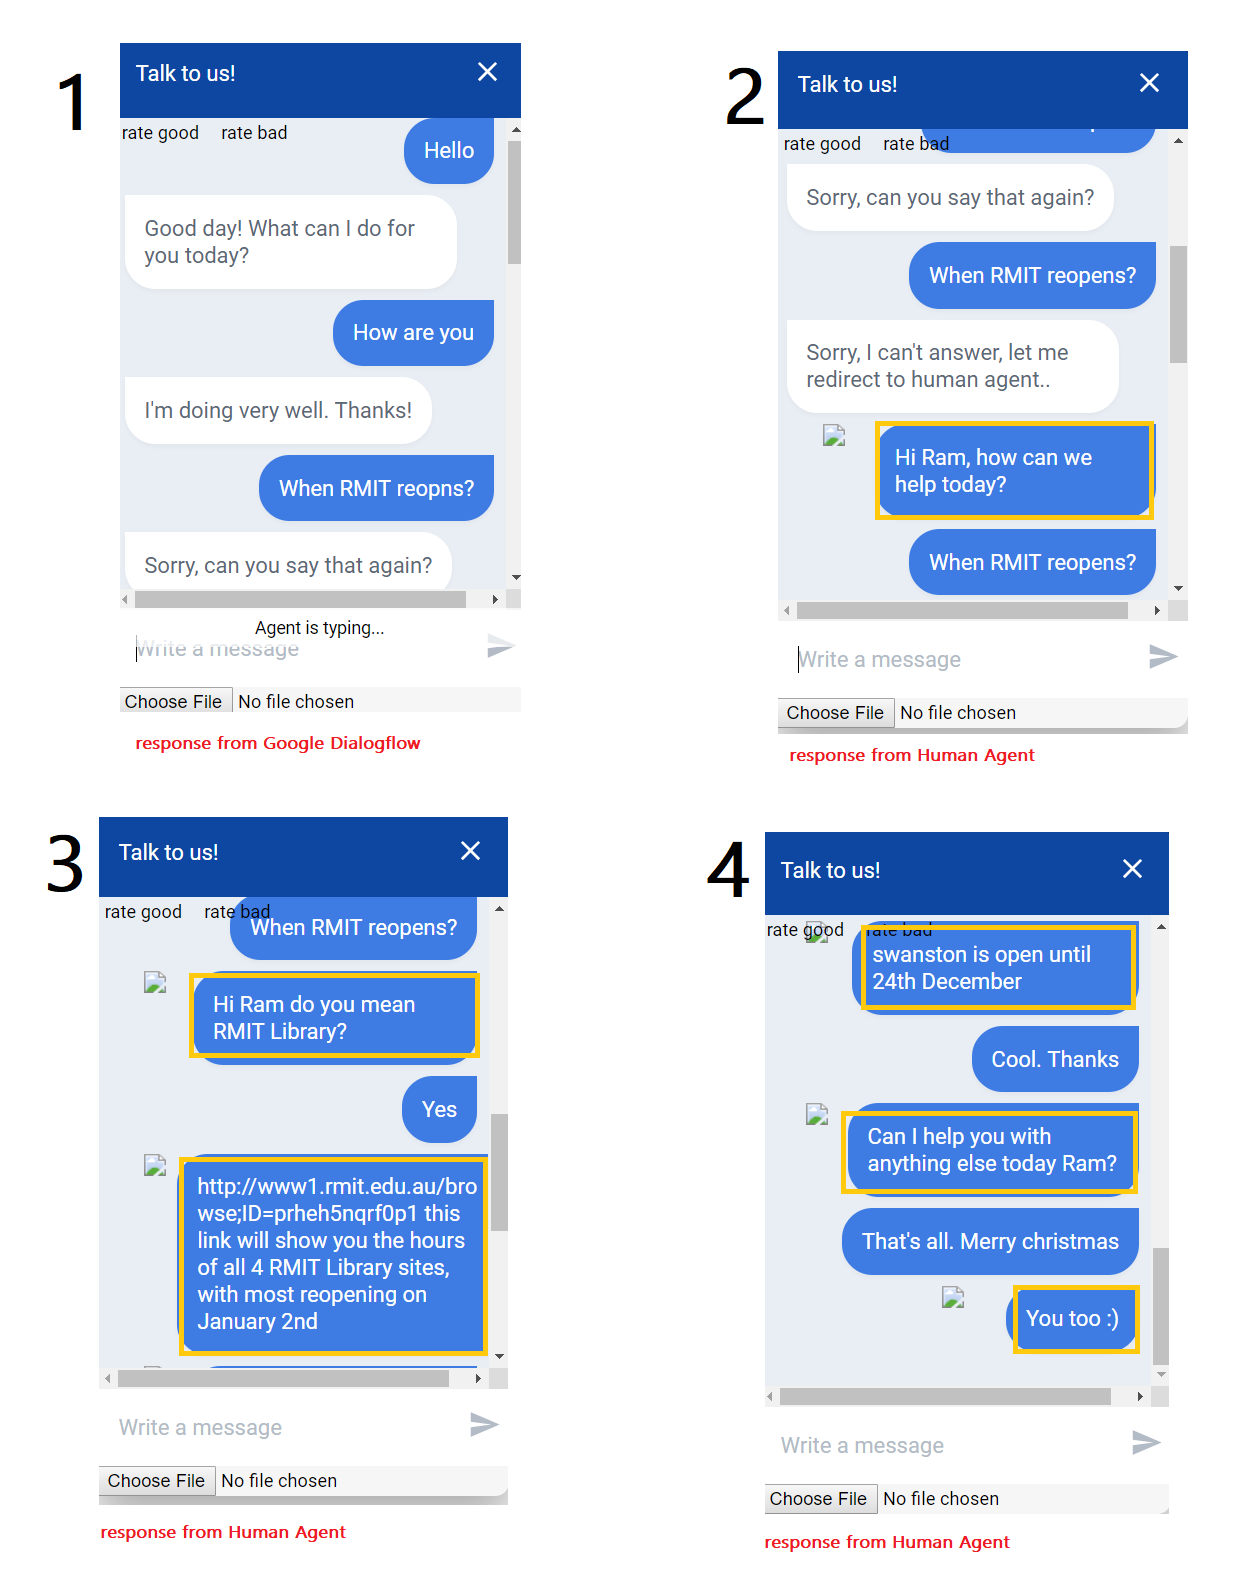 1
Talk to us!
rate good rate bad
Hello
Good day! What can I do for
you today?
How are you
I'm doing very well. Thanks!
When RMIT reopns?
Sorry, can you say that again?
Agent is typing...
Write a message
Choose File No file chosen
response from Google Dialogflow
2
Talk to us!
rate good rate bad
Sorry, can you say that again?
When RMIT reopens?
Sorry, I can't answer, let me
redirect to human agent..
Hi Ram, how can we
help today?
When RMIT reopens?
Write a message
Choose File No file chosen
response from Human Agent
3
Talk to us!
rate good rate bad
When RMIT reopens?
Hi Ram do you mean
RMIT Library?
Yes
http://www1.rmit.edu.au/bro
wse;ID=prheh5nqrf0p1 this
link will show you the hours
of all 4 RMIT Library sites,
with most reopening on
January 2nd
Write a message
Choose File No file chosen
response from Human Agent
4
Talk to us!
rate good rate bad
swanston is open until
24th December
Cool. Thanks
Can I help you with
anything else today Ram?
That's all. Merry christmas
You too :)
Write a message
Choose File No file chosen
response from Human Agent